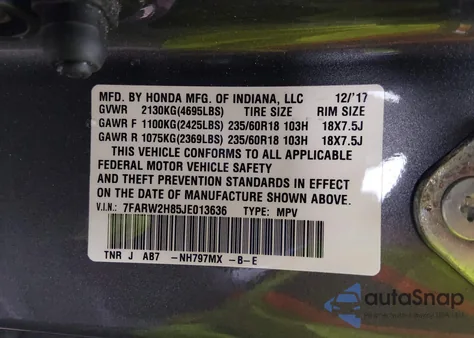 MFD. BY HONDA MFG. OF INDIANA, LLC 12/'17
GVWR 2130KG(4695LBS) TIRE SIZE RIM SIZE
GAWR F 1100KG(2425LBS) 235/60R18 103H 18X7.5J
GAWR R 1075KG(2369LBS) 235/60R18 103H 18X7.5J
THIS VEHICLE CONFORMS TO ALL APPLICABLE
FEDERAL MOTOR VEHICLE SAFETY
AND THEFT PREVENTION STANDARDS IN EFFECT
ON THE DATE OF MANUFACTURE SHOWN ABOVE.
V.I.N.: 7FARW2H85JE013636 TYPE: MPV
TNR J AB7 -NH797MX -B-E
autoSnap